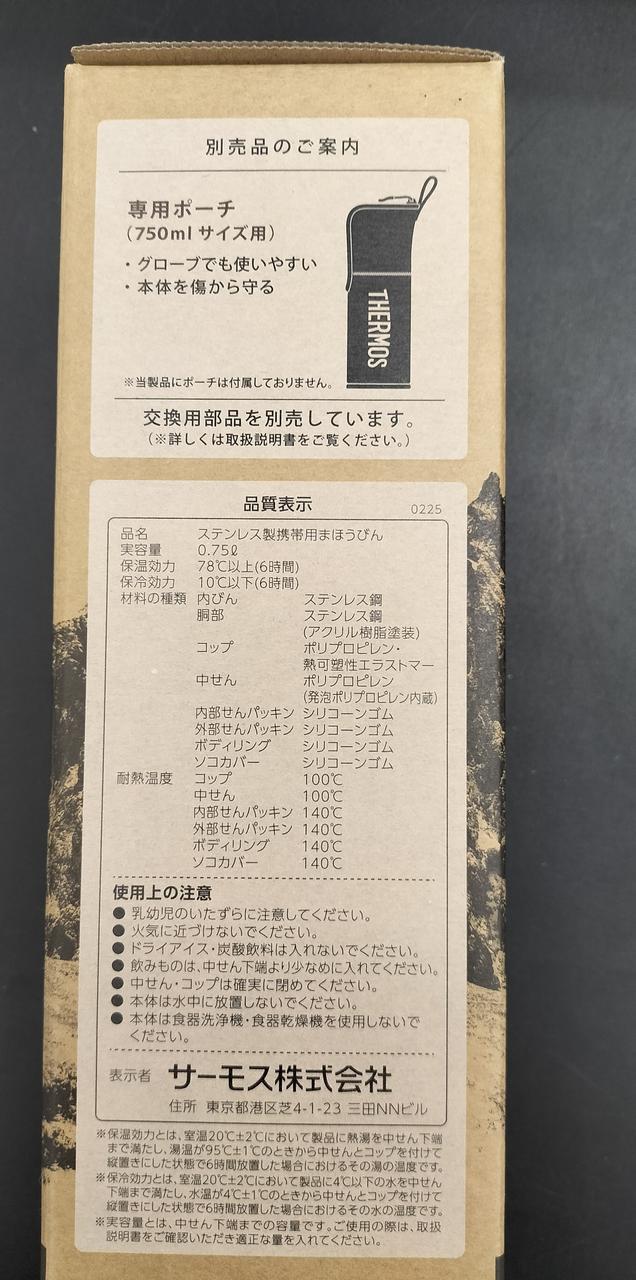 別売品のご案内
専用ポーチ
(750ml サイズ用)
・グローブでも使いやすい
・本体を傷から守る
THERMOS
※当製品にポーチは付属しておりません。
交換用部品を別売しています。
(※詳しくは取扱説明書をご覧ください。)
品質表示 0225
品名 ステンレス製携帯用まほうびん
実容量 0.75ℓ
保温効力 78℃以上(6時間)
保冷効力 10℃以下(6時間)
材料の種類 内びん ステンレス鋼
胴部 ステンレス鋼
(アクリル樹脂塗装)
コップ ポリプロピレン・
熱可塑性エラストマー
中せん ポリプロピレン
(発泡ポリプロピレン内蔵)
内部せんパッキン シリコーンゴム
外部せんパッキン シリコーンゴム
ボディリング シリコーンゴム
ソコカバー シリコーンゴム
耐熱温度 コップ 100℃
中せん 100℃
内部せんパッキン 140℃
外部せんパッキン 140℃
ボディリング 140℃
ソコカバー 140℃
使用上の注意
● 乳幼児のいたずらに注意してください。
● 火気に近づけないでください。
● ドライアイス・炭酸飲料は入れないでください。
● 飲みものは、中せん下端より少なめに入れてください。
● 中せん・コップは確実に閉めてください。
● 本体は水中に放置しないでください。
● 本体は食器洗浄機・食器乾燥機を使用しないで
ください。
表示者 サーモス株式会社
住所 東京都港区芝4-1-23 三田NNビル
※保温効力とは、室温20℃±2℃において製品に熱湯を中せん下端
まで満たし、湯温が95℃±1℃のときから中せんとコップを付けて
縦置きにした状態で6時間放置した場合におけるその湯の温度です。
※保冷効力とは、室温20℃±2℃において製品に4℃以下の水を中せん
下端まで満たし、水温が4℃±1℃のときから中せんとコップを付けて
縦置きにした状態で6時間放置した場合におけるその水の温度です。
※実容量とは、中せん下端までの容量です。ご使用の際は、取扱
説明書をご確認いただき適正な量を入れてください。